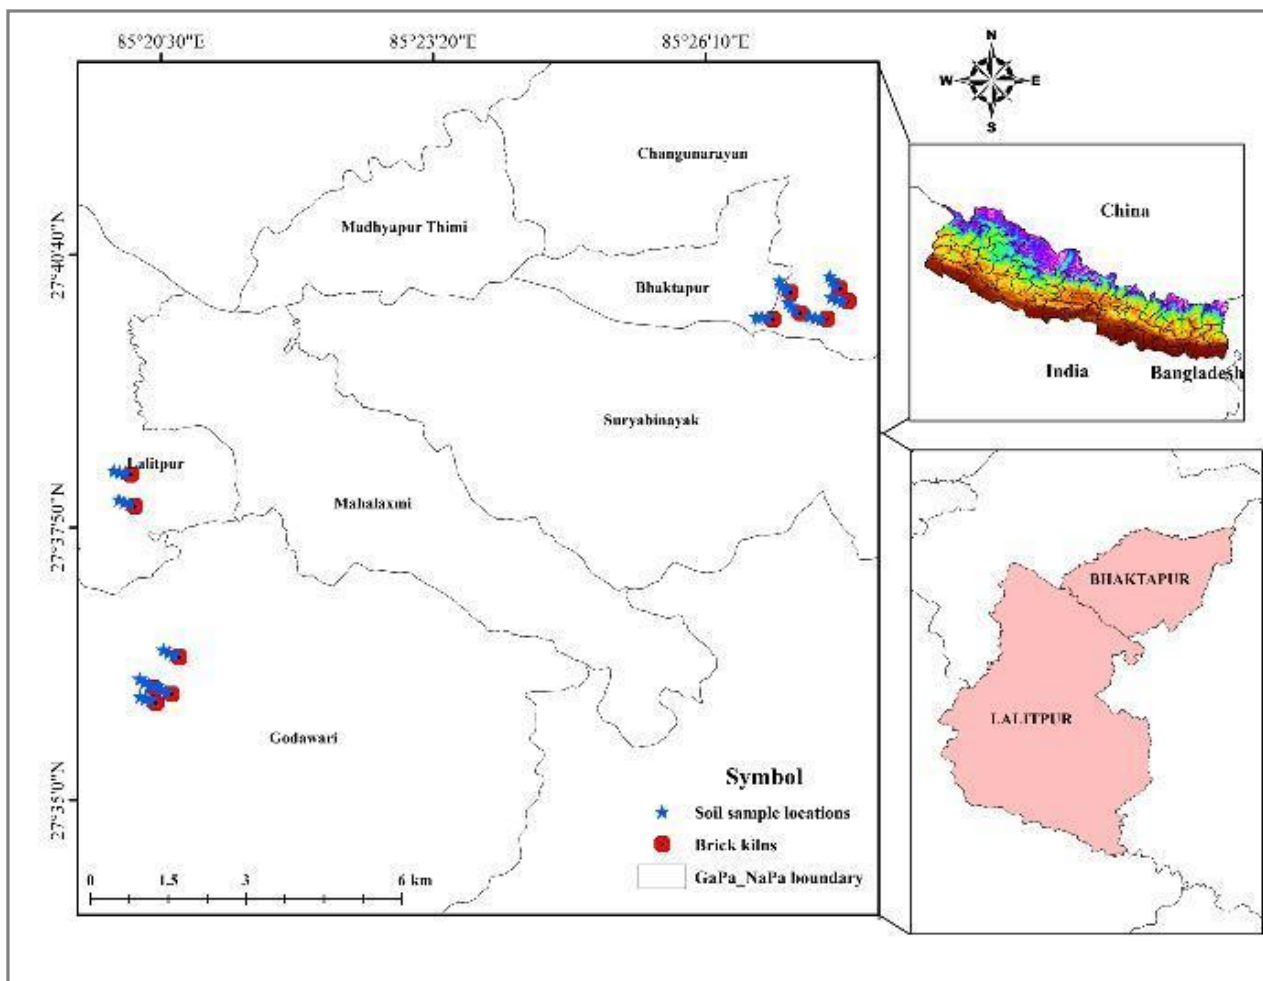 85°20'30"E 85°23'20"E 85°26'10"E
N
W E
S
Changunarayan
Madhyapur Thimi
China
27°40'40"N
Bhaktapur
India Bangladesh
Suryabinayak
Lalitpur
Mahalaxmi
27°37'50"N
BHAKTAPUR
LALITPUR
Godawari
Symbol
27°35'0"N
Soil sample locations
Brick kilns
GaPa_NaPa boundary
0 1.5 3 6 km